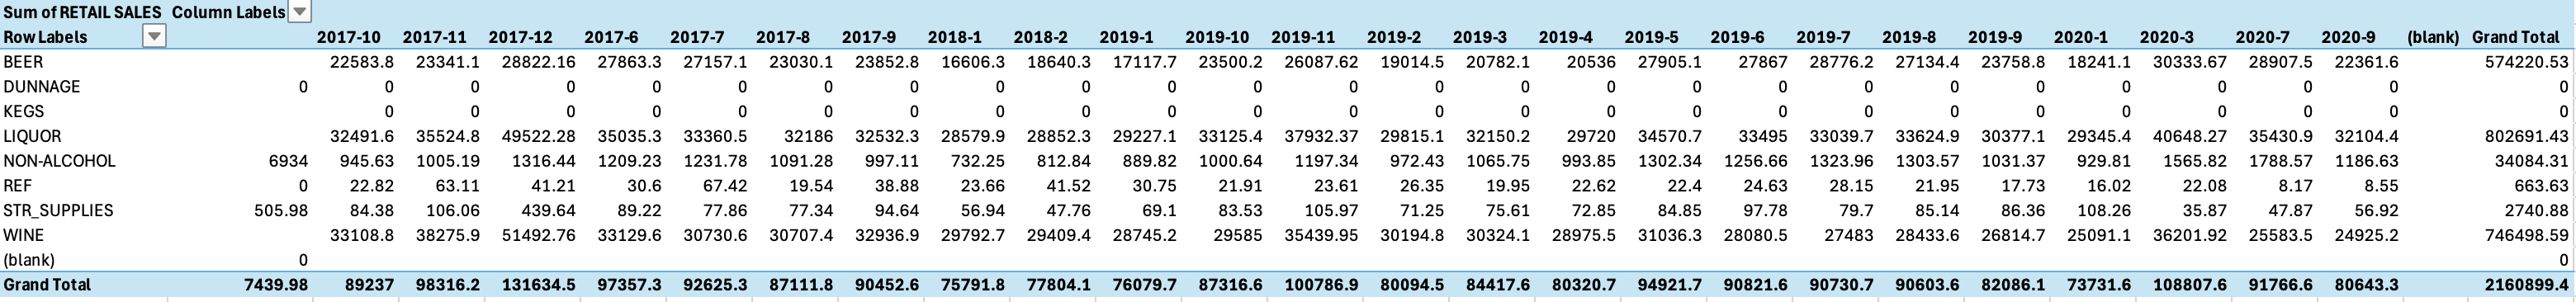 Sum of RETAIL SALES Column Labels
Row Labels 2017-10 2017-11 2017-12 2017-6 2017-7 2017-8 2017-9 2018-1 2018-2 2019-1 2019-10 2019-11 2019-2 2019-3 2019-4 2019-5 2019-6 2019-7 2019-8 2019-9 2020-1 2020-3 2020-7 2020-9 (blank) Grand Total
BEER 22583.8 23341.1 28822.16 27863.3 27157.1 23030.1 23852.8 16606.3 18640.3 17117.7 23500.2 26087.62 19014.5 20782.1 20536 27905.1 27867 28776.2 27134.4 23758.8 18241.1 30333.67 28907.5 22361.6 574220.53
DUNNAGE 0 0 0 0 0 0 0 0 0 0 0 0 0 0 0 0 0 0 0 0 0 0 0 0 0 0
KEGS 0 0 0 0 0 0 0 0 0 0 0 0 0 0 0 0 0 0 0 0 0 0 0 0 0
LIQUOR 32491.6 35524.8 49522.28 35035.3 33360.5 32186 32532.3 28579.9 28852.3 29227.1 33125.4 37932.37 29815.1 32150.2 29720 34570.7 33495 33039.7 33624.9 30377.1 29345.4 40648.27 35430.9 32104.4 802691.43
NON-ALCOHOL 6934 945.63 1005.19 1316.44 1209.23 1231.78 1091.28 997.11 732.25 812.84 889.82 1000.64 1197.34 972.43 1065.75 993.85 1302.34 1256.66 1323.96 1303.57 1031.37 929.81 1565.82 1788.57 1186.63 34084.31
REF 0 22.82 63.11 41.21 30.6 67.42 19.54 38.88 23.66 41.52 30.75 21.91 23.61 26.35 19.95 22.62 22.4 24.63 28.15 21.95 17.73 16.02 22.08 8.17 8.55 663.63
STR_SUPPLIES 505.98 84.38 106.06 439.64 89.22 77.86 77.34 94.64 56.94 47.76 69.1 83.53 105.97 71.25 75.61 72.85 84.85 97.78 79.7 85.14 86.36 108.26 35.87 47.87 56.92 2740.88
WINE 33108.8 38275.9 51492.76 33129.6 30730.6 30707.4 32936.9 29792.7 29409.4 28745.2 29585 35439.95 30194.8 30324.1 28975.5 31036.3 28080.5 27483 28433.6 26814.7 25091.1 36201.92 25583.5 24925.2 746498.59
(blank) 0 0
Grand Total 7439.98 89237 98316.2 131634.5 97357.3 92625.3 87111.8 90452.6 75791.8 77804.1 76079.7 87316.6 100786.9 80094.5 84417.6 80320.7 94921.7 90821.6 90730.7 90603.6 82086.1 73731.6 108807.6 91766.6 80643.3 2160899.4